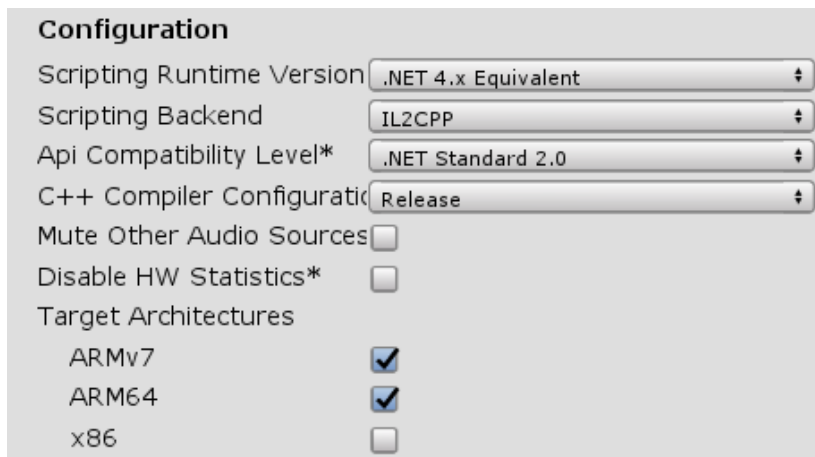 Configuration
Scripting Runtime Version .NET 4.x Equivalent
Scripting Backend IL2CPP
Api Compatibility Level* .NET Standard 2.0
C++ Compiler Configuratic Release
Mute Other Audio Sources
Disable HW Statistics*
Target Architectures
ARMv7
ARM64
x86